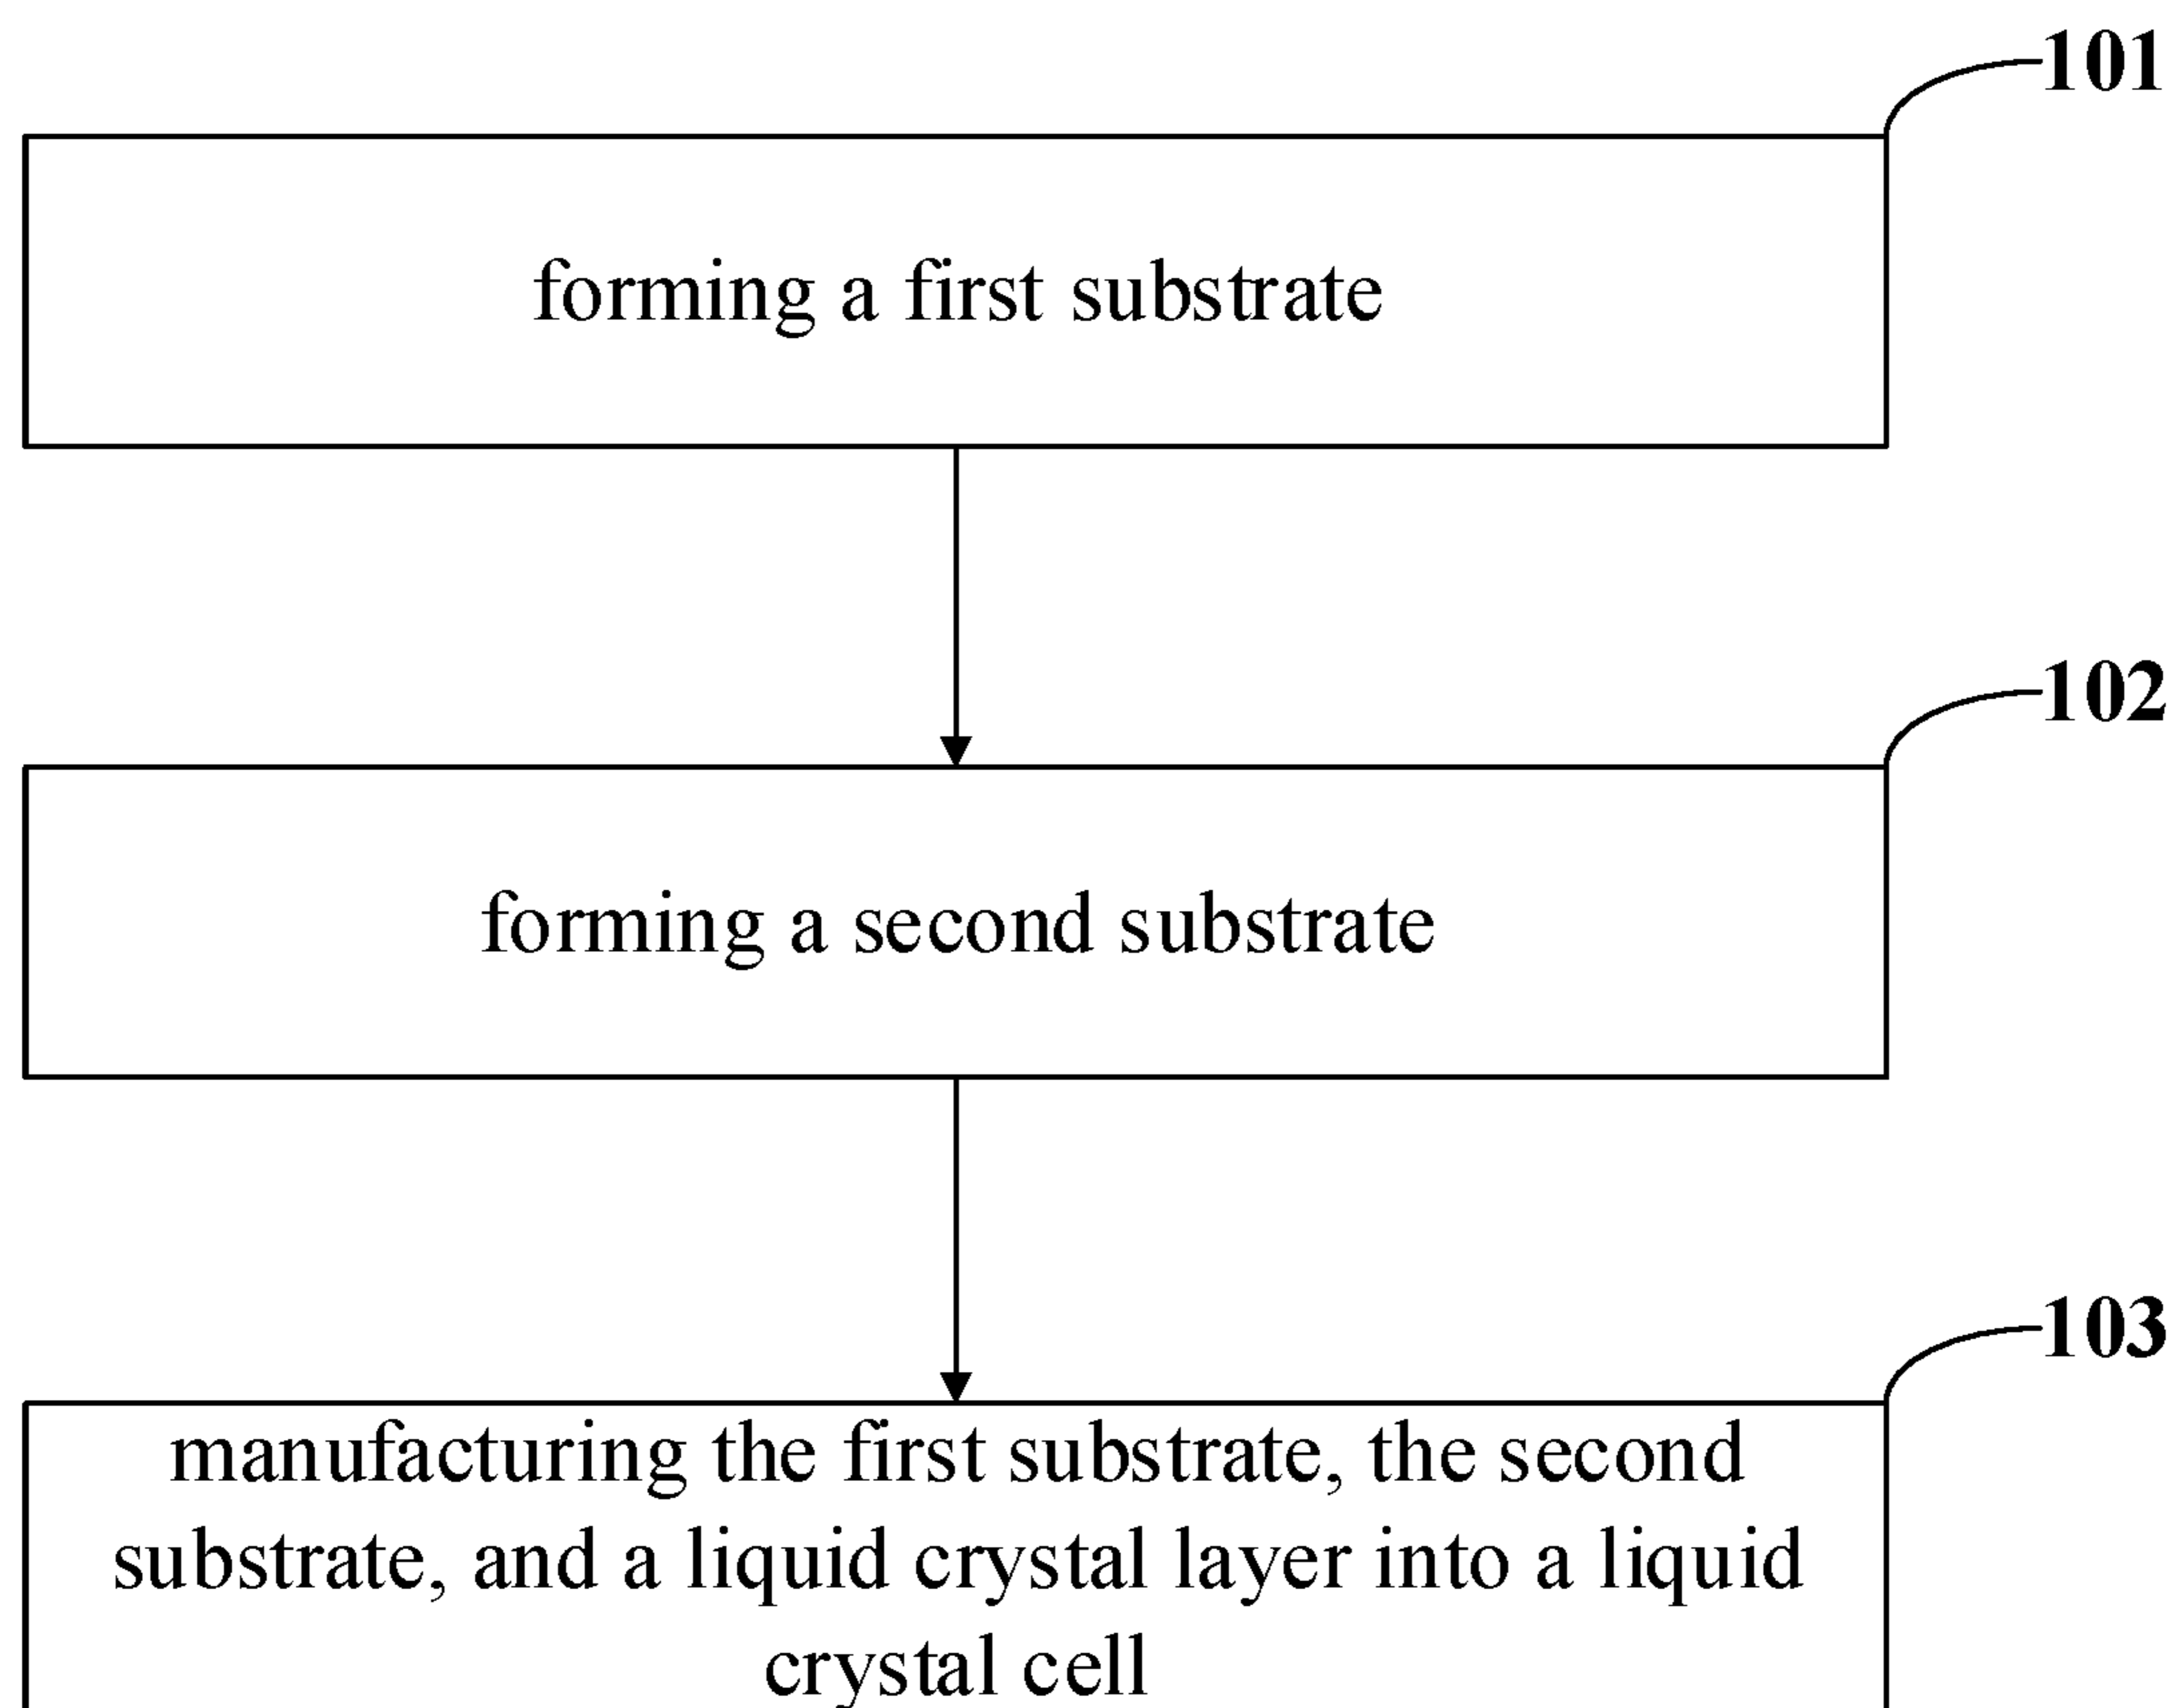 101
forming a first substrate
102
forming a second substrate
103
manufacturing the first substrate, the second
substrate, and a liquid crystal layer into a liquid
crystal cell